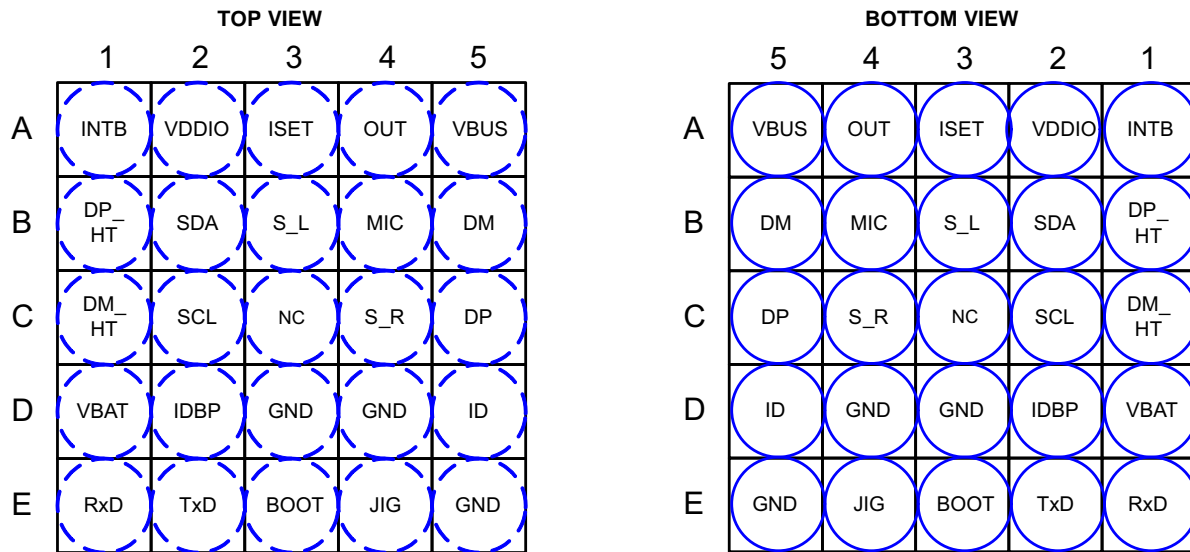 TOP VIEW
1 2 3 4 5
A INTB VDDIO ISET OUT VBUS
B DP_
HT SDA S_L MIC DM
C DM_
HT SCL NC S_R DP
D VBAT IDBP GND GND ID
E RxD TxD BOOT JIG GND
BOTTOM VIEW
5 4 3 2 1
A VBUS OUT ISET VDDIO INTB
B DM MIC S_L SDA DP_
HT
C DP S_R NC SCL DM_
HT
D ID GND GND IDBP VBAT
E GND JIG BOOT TxD RxD